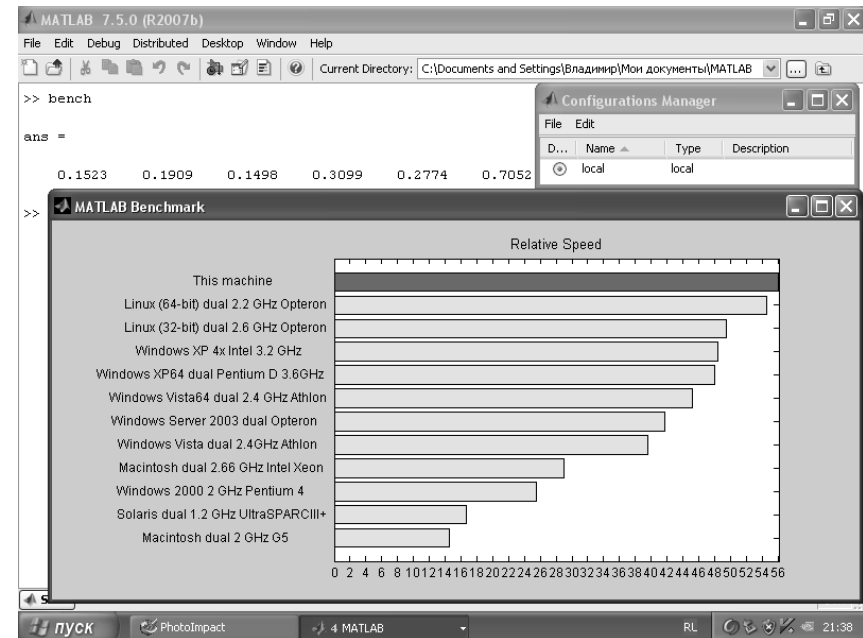 MATLAB 7.5.0 (R2007b)
File Edit Debug Distributed Desktop Window Help
Current Directory: C:\Documents and Settings\Владимир\Мои документы\MATLAB
>> bench
ans =
0.1523 0.1909 0.1498 0.3099 0.2774 0.7052
>>
Configurations Manager
File Edit
D... Name Type Description
local local
MATLAB Benchmark
Relative Speed
This machine
Linux (64-bit) dual 2.2 GHz Opteron
Linux (32-bit) dual 2.6 GHz Opteron
Windows XP 4x Intel 3.2 GHz
Windows XP64 dual Pentium D 3.6GHz
Windows Vista64 dual 2.4 GHz Athlon
Windows Server 2003 dual Opteron
Windows Vista dual 2.4GHz Athlon
Macintosh dual 2.66 GHz Intel Xeon
Windows 2000 2 GHz Pentium 4
Solaris dual 1.2 GHz UltraSPARCIII+
Macintosh dual 2 GHz G5
0 2 4 6 8 10 12 14 16 18 20 22 24 26 28 30 32 34 36 38 40 42 44 46 48 50 52 54 56
пуск PhotoImpact 4 MATLAB RL 21:38